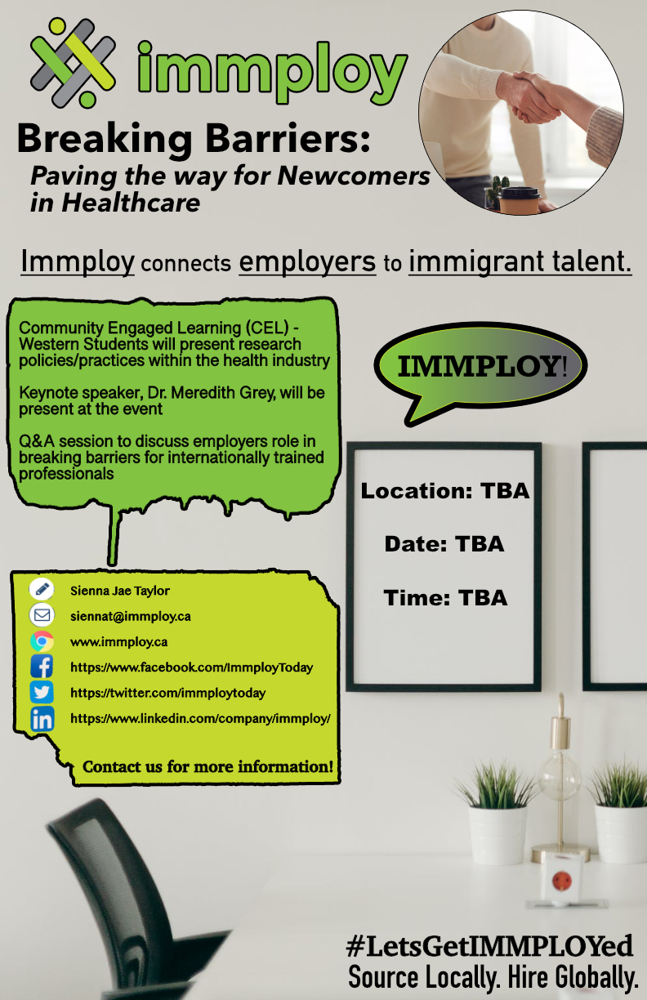 immploy
Breaking Barriers:
Paving the way for Newcomers
in Healthcare
Immploy connects employers to immigrant talent.
Community Engaged Learning (CEL) -
Western Students will present research
policies/practices within the health industry
Keynote speaker, Dr. Meredith Grey, will be
present at the event
Q&A session to discuss employers role in
breaking barriers for internationally trained
professionals
IMMPLOY!
Location: TBA
Date: TBA
Time: TBA
Sienna Jae Taylor
siennat@immploy.ca
www.immploy.ca
https://www.facebook.com/ImmployToday
https://twitter.com/immploytoday
https://www.linkedin.com/company/immploy/
Contact us for more information!
#LetsGetIMMPLOYed
Source Locally. Hire Globally.